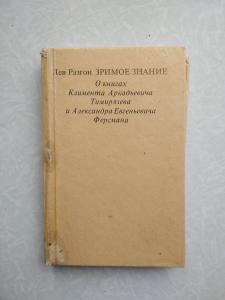 Лев Разгон ЗРИМОЕ ЗНАНИЕ
О книгах
Климента Аркадьевича
Тимирязева
и Александра Евгеньевича
Ферсмана